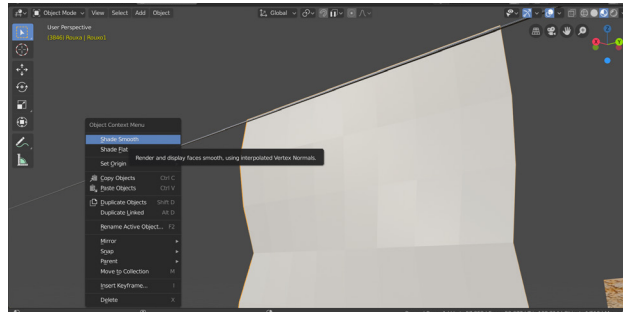 Object Mode View Select Add Object Global
User Perspective
(3846) Rouxa | Rouxo1
Object Context Menu
Shade Smooth
Shade Flat
Render and display faces smooth, using interpolated Vertex Normals.
Set Origin
Copy Objects Ctrl C
Paste Objects Ctrl V
Duplicate Objects Shift D
Duplicate Linked Alt D
Rename Active Object... F2
Mirror
Snap
Parent
Move to Collection M
Insert Keyframe... I
Delete X